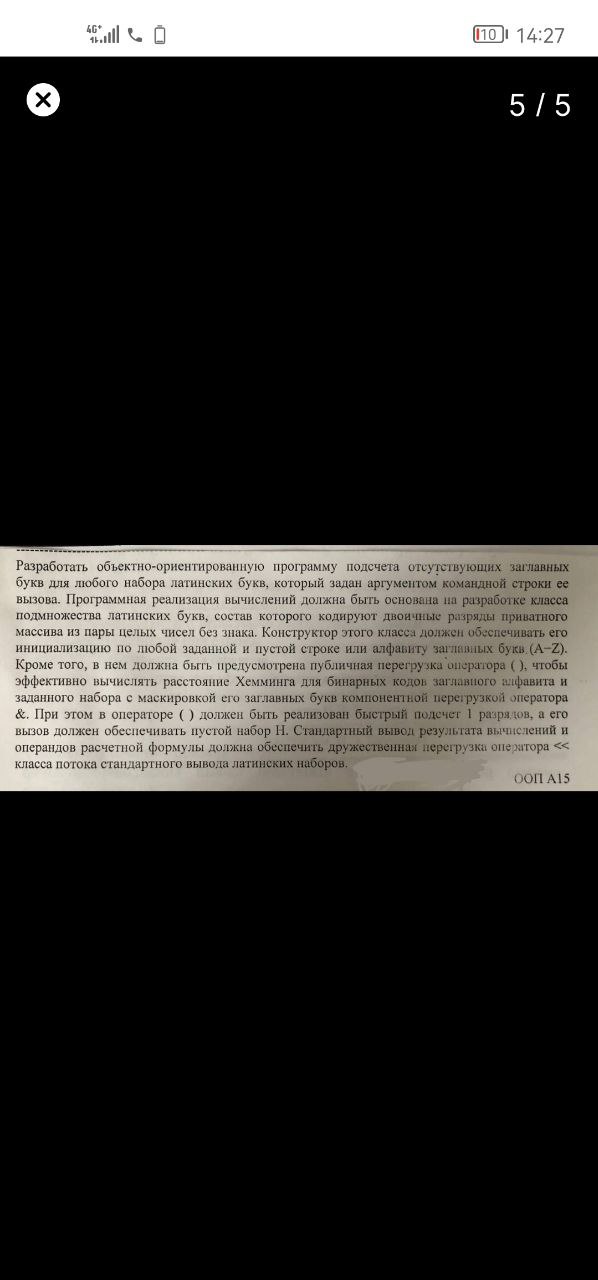 4G+
10 14:27
5 / 5
Разработать объектно-ориентированную программу подсчета отсутствующих заглавных
букв для любого набора латинских букв, который задан аргументом командной строки ее
вызова. Программная реализация вычислений должна быть основана на разработке класса
подмножества латинских букв, состав которого кодируют двоичные разряды приватного
массива из пары целых чисел без знака. Конструктор этого класса должен обеспечивать его
инициализацию по любой заданной и пустой строке или алфавиту заглавных букв (A–Z).
Кроме того, в нем должна быть предусмотрена публичная перегрузка оператора ( ), чтобы
эффективно вычислять расстояние Хемминга для бинарных кодов заглавного алфавита и
заданного набора с маскировкой его заглавных букв компонентной перегрузкой оператора
&. При этом в операторе ( ) должен быть реализован быстрый подсчет 1 разрядов, а его
вызов должен обеспечивать пустой набор H. Стандартный вывод результата вычислений и
операндов расчетной формулы должна обеспечить дружественная перегрузка оператора <<
класса потока стандартного вывода латинских наборов.
ООП А15